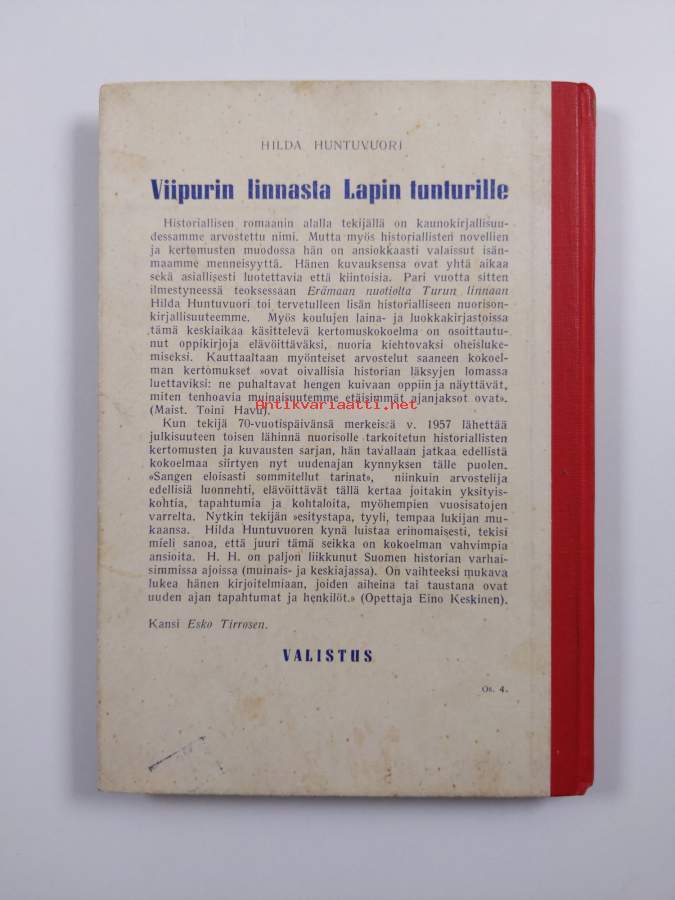 HILDA HUNTUVUORI
Viipurin linnasta Lapin tunturille
Historiallisen romaanin alalla tekijällä on kaunokirjallisuu-
dessamme arvostettu nimi. Mutta myös historiallisten novellien
ja kertomusten muodossa hän on ansiokkaasti valaissut isän-
maamme menneisyyttä. Hänen kuvauksensa ovat yhtä aikaa
sekä asiallisesti luotettavia että kiintoisia. Pari vuotta sitten
ilmestyneessä teoksessaan Erämaan nuotiolta Turun linnaan
Hilda Huntuvuori toi tervetulleen lisän historialliseen nuorison-
kirjallisuuteemme. Myös koulujen laina- ja luokkakirjastoissa
tämä keskiaikaa käsittelevä kertomuskokoelma on osoittautu-
nut oppikirjoja elävöittäväksi, nuoria kiehtovaksi oheisluke-
miseksi. Kauttaaltaan myönteiset arvostelut saaneen kokoel-
man kertomukset »ovat oivallisia historian läksyjen lomassa
luettaviksi: ne puhaltavat hengen kuivaan oppiin ja näyttävät,
miten tenhoavia muinaisuutemme etäisimmät ajanjaksot ovat».
Antikvariaatti.net
(Maist. Toini Havu).
Kun tekijä 70-vuotispäivänsä merkeissä v. 1957 lähettää
julkisuuteen toisen lähinnä nuorisolle tarkoitetun historiallisten
kertomusten ja kuvausten sarjan, hän tavallaan jatkaa edellistä
kokoelmaa siirtyen nyt uudenajan kynnyksen tälle puolen.
»Sangen eloisasti sommitellut tarinat», niinkuin arvostelija
edellisiä luonnehti, elävöittävät tällä kertaa joitakin yksityis-
kohtia, tapahtumia ja kohtaloita, myöhempien vuosisatojen
varrelta. Nytkin tekijän »esitystapa, tyyli, tempaa lukijan mu-
kaansa. Hilda Huntuvuoren kynä luistaa erinomaisesti, tekisi
mieli sanoa, että juuri tämä seikka on kokoelman vahvimpia
ansioita. H. H. on paljon liikkunut Suomen historian varhai-
simmissa ajoissa (muinais- ja keskiajassa). On vaihteeksi mukava
lukea hänen kirjoitelmiaan, joiden aiheina tai taustana ovat
uuden ajan tapahtumat ja henkilöt.» (Opettaja Eino Keskinen).
Kansi Esko Tirrosen.
VALISTUS
Os. 4.